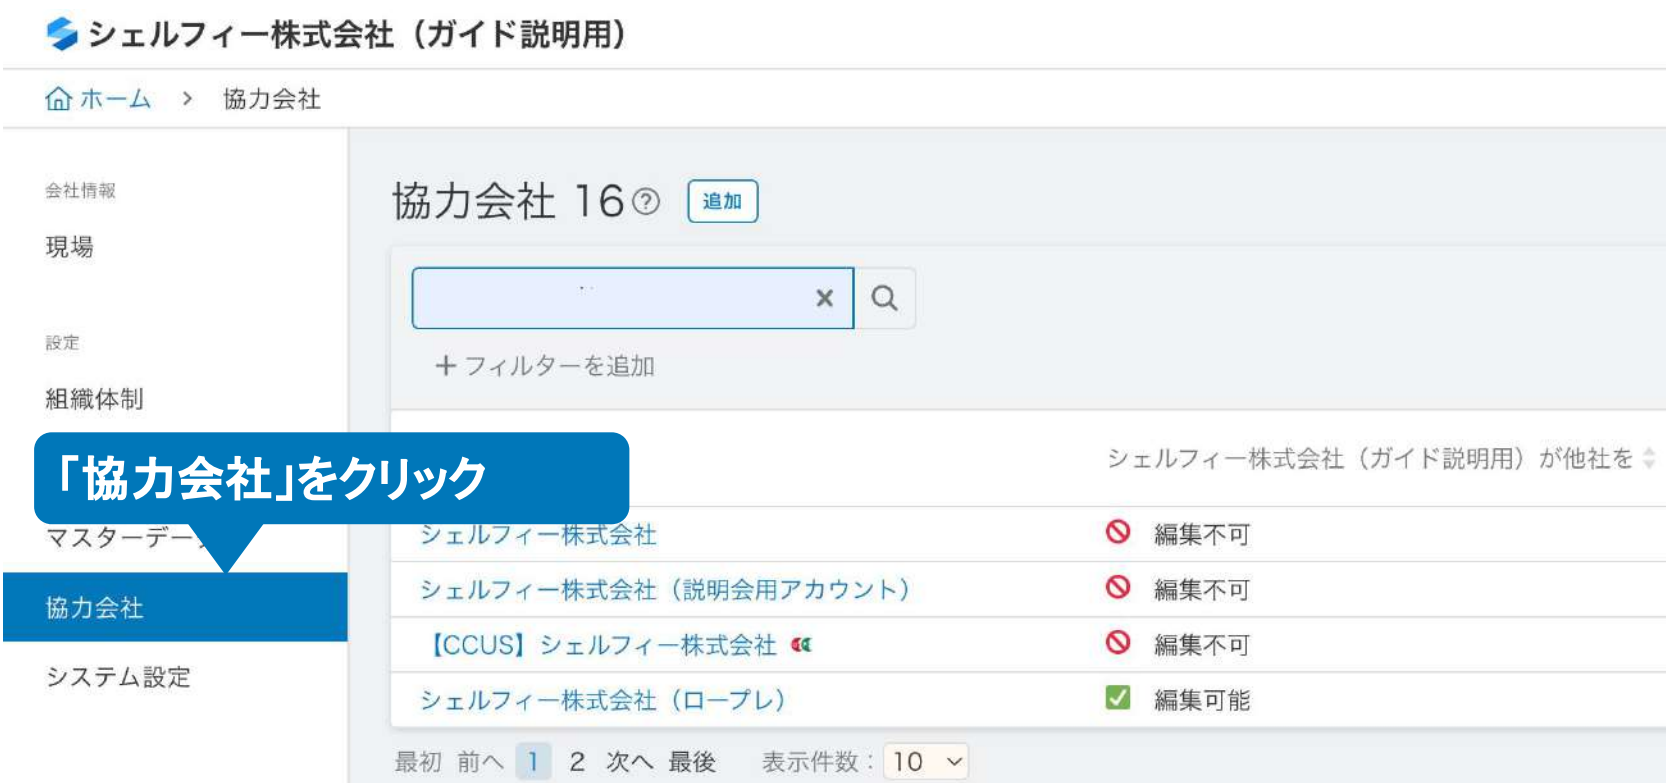 シェルフィー株式会社（ガイド説明用）
ホーム > 協力会社
会社情報
現場
設定
組織体制
「協力会社」をクリック
協力会社
システム設定
協力会社 16 ? 追加
+ フィルターを追加
シェルフィー株式会社（ガイド説明用）が他社を
シェルフィー株式会社 編集不可
シェルフィー株式会社（説明会用アカウント） 編集不可
【CCUS】シェルフィー株式会社 編集不可
シェルフィー株式会社（ロープレ） 編集可能
最初 前へ 1 2 次へ 最後 表示件数： 10